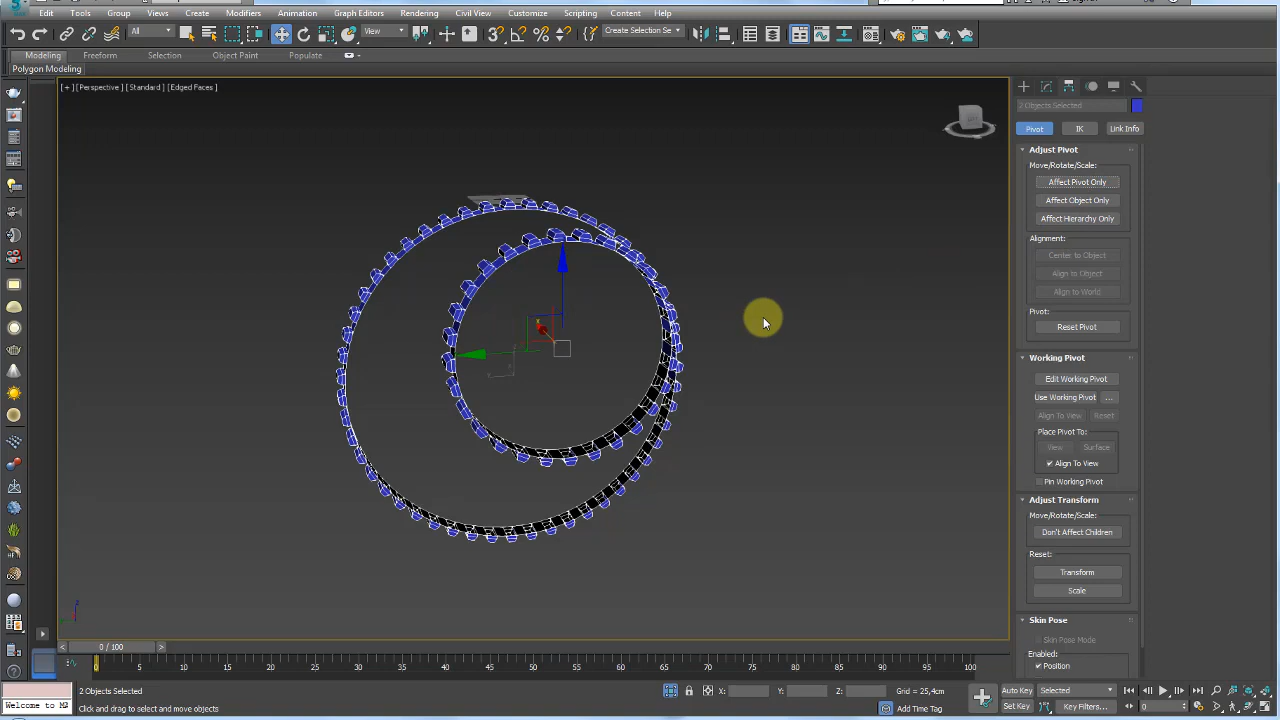 Edit Tools Group Views Create Modifiers Animation Graph Editors Rendering Civil View Customize Scripting Content Help
All View Create Selection Se
Modeling Freeform Selection Object Paint Populate
Polygon Modeling
[+] [Perspective] [Standard] [Edged Faces]
2 Objects Selected
Pivot IK Link Info
Adjust Pivot
Move/Rotate/Scale:
Affect Pivot Only
Affect Object Only
Affect Hierarchy Only
Alignment:
Center to Object
Align to Object
Align to World
Pivot:
Reset Pivot
Working Pivot
Edit Working Pivot
Use Working Pivot ...
Align To View Reset
Place Pivot To:
View Surface
Align To View
Pin Working Pivot
Adjust Transform
Move/Rotate/Scale:
Don't Affect Children
Reset:
Transform
Scale
Skin Pose
Skin Pose Mode
Enabled:
Position
< 0 / 100 >
0 5 10 15 20 25 30 35 40 45 50 55 60 65 70 75 80 85 90 95 100
2 Objects Selected X: Y: Z: Grid = 25,4cm Auto Key Selected
Welcome to M Click and drag to select and move objects Add Time Tag Set Key Key Filters... 0